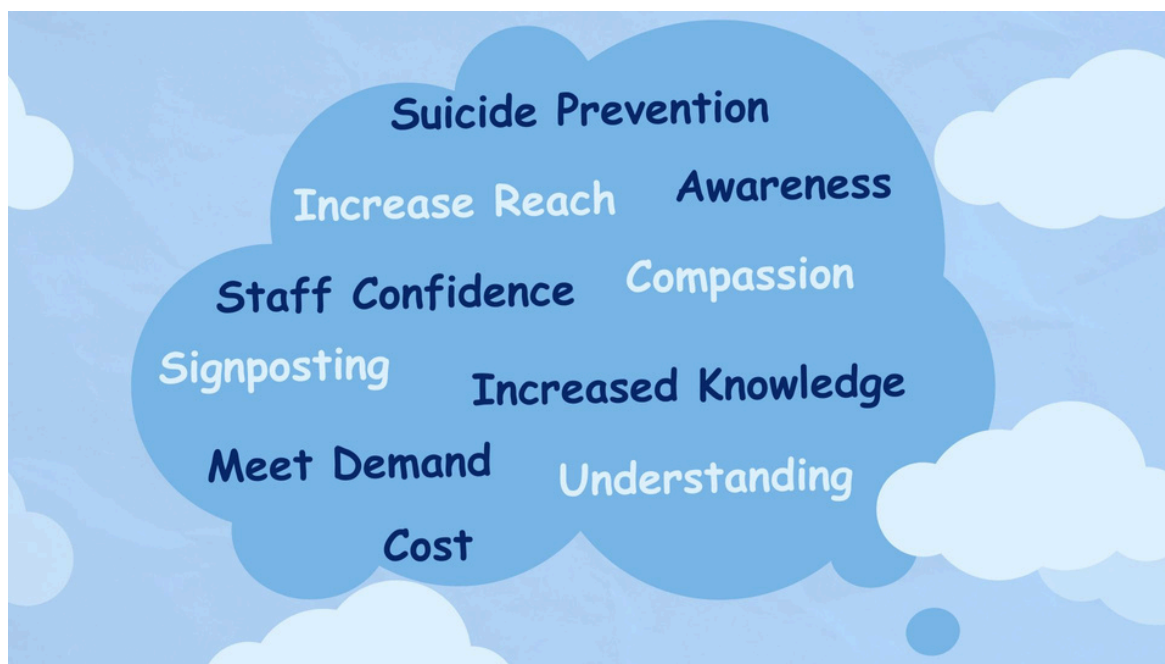 Suicide Prevention
Increase Reach
Awareness
Staff Confidence
Compassion
Signposting
Increased Knowledge
Meet Demand
Understanding
Cost